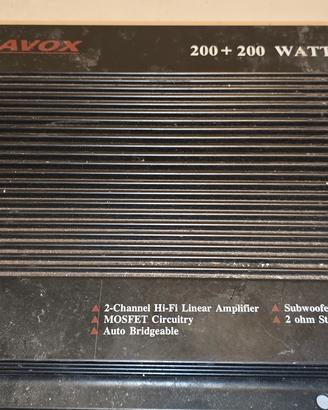 AVOX 200 + 200 WATT
▲ 2-Channel Hi-Fi Linear Amplifier ▲ Subwoofe
▲ MOSFET Circuitry ▲ 2 ohm St
▲ Auto Bridgeable